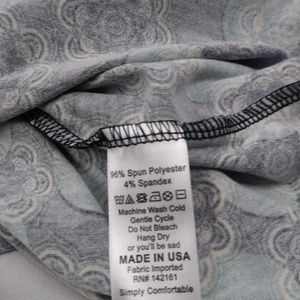 96% Spun Polyester
4% Spandex
Machine Wash Cold
Gentle Cycle
Do Not Bleach
Hang Dry
or you'll be sad
MADE IN USA
Fabric Imported
RN# 142161
Simply Comfortable